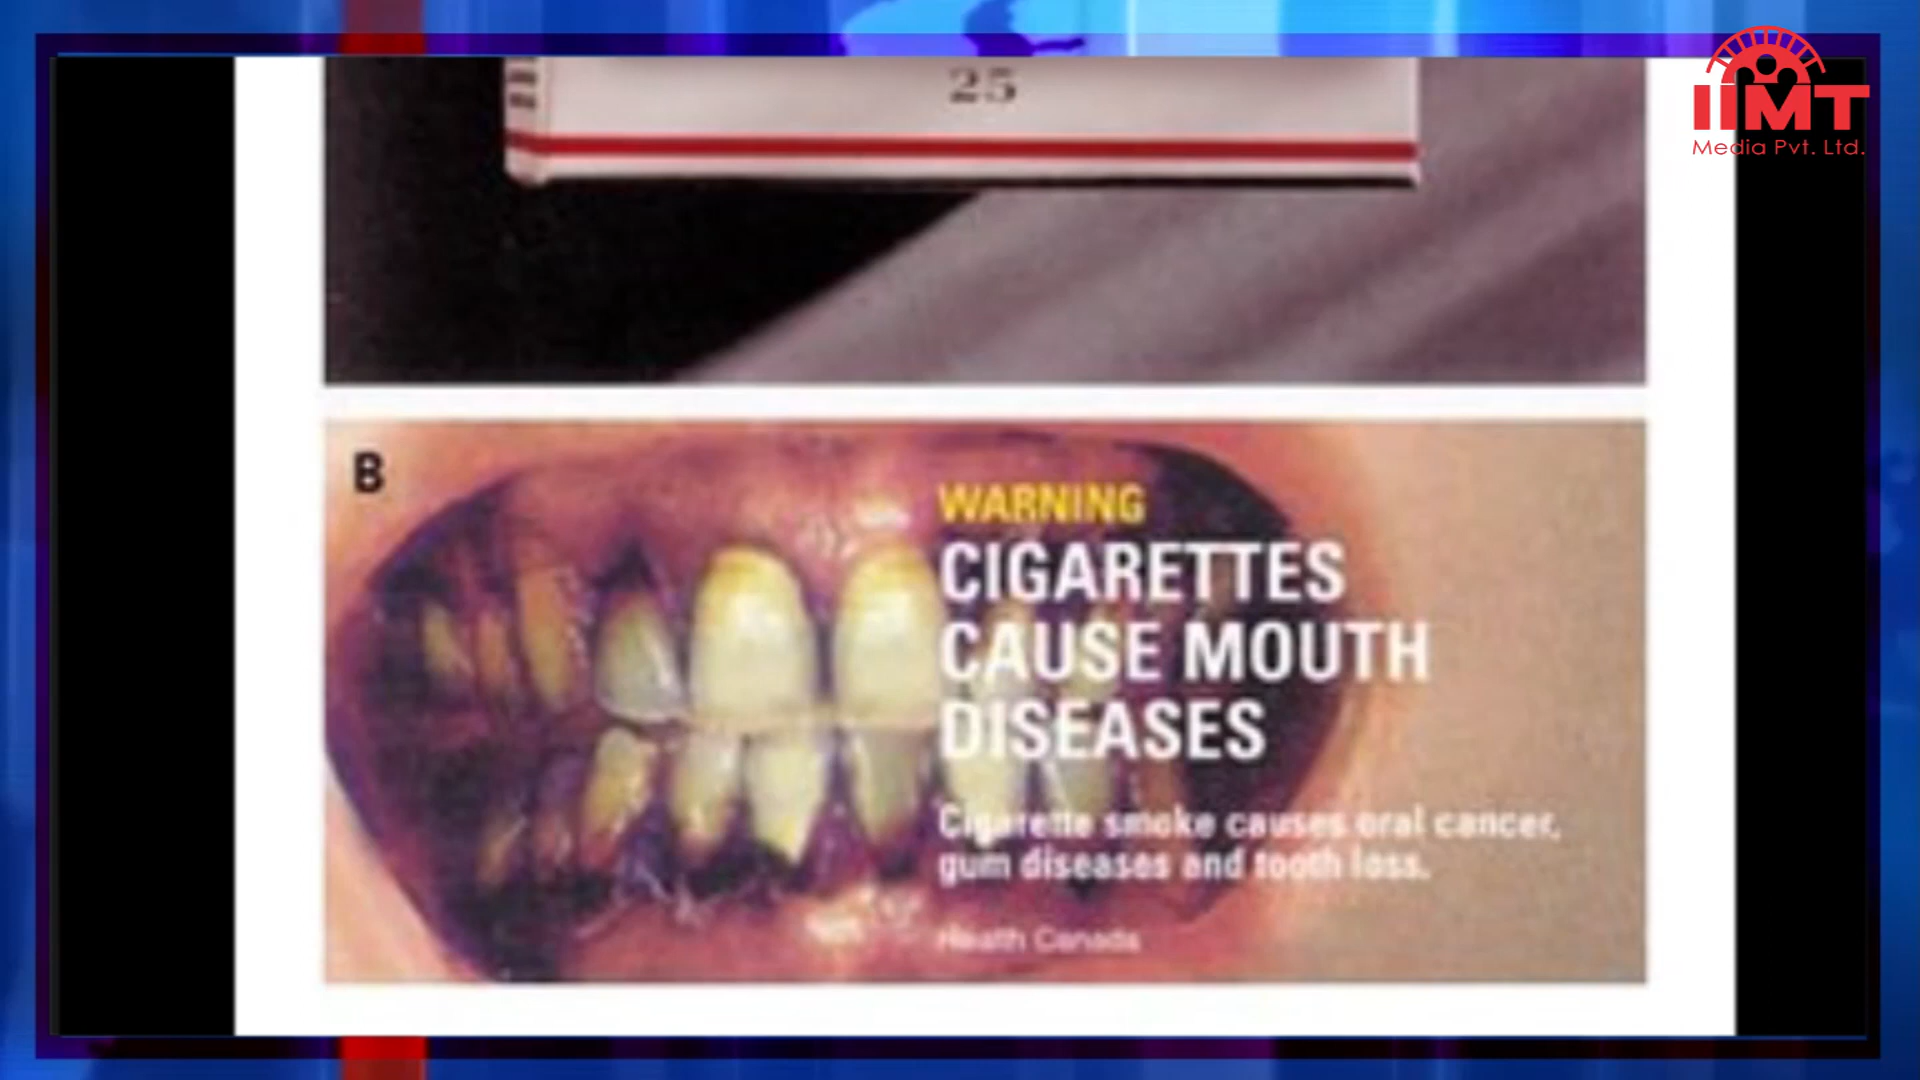 25
IIMT
Media Pvt. Ltd.
B
WARNING
CIGARETTES
CAUSE MOUTH
DISEASES
Cigarette smoke causes oral cancer,
gum diseases and tooth loss.
Health Canada